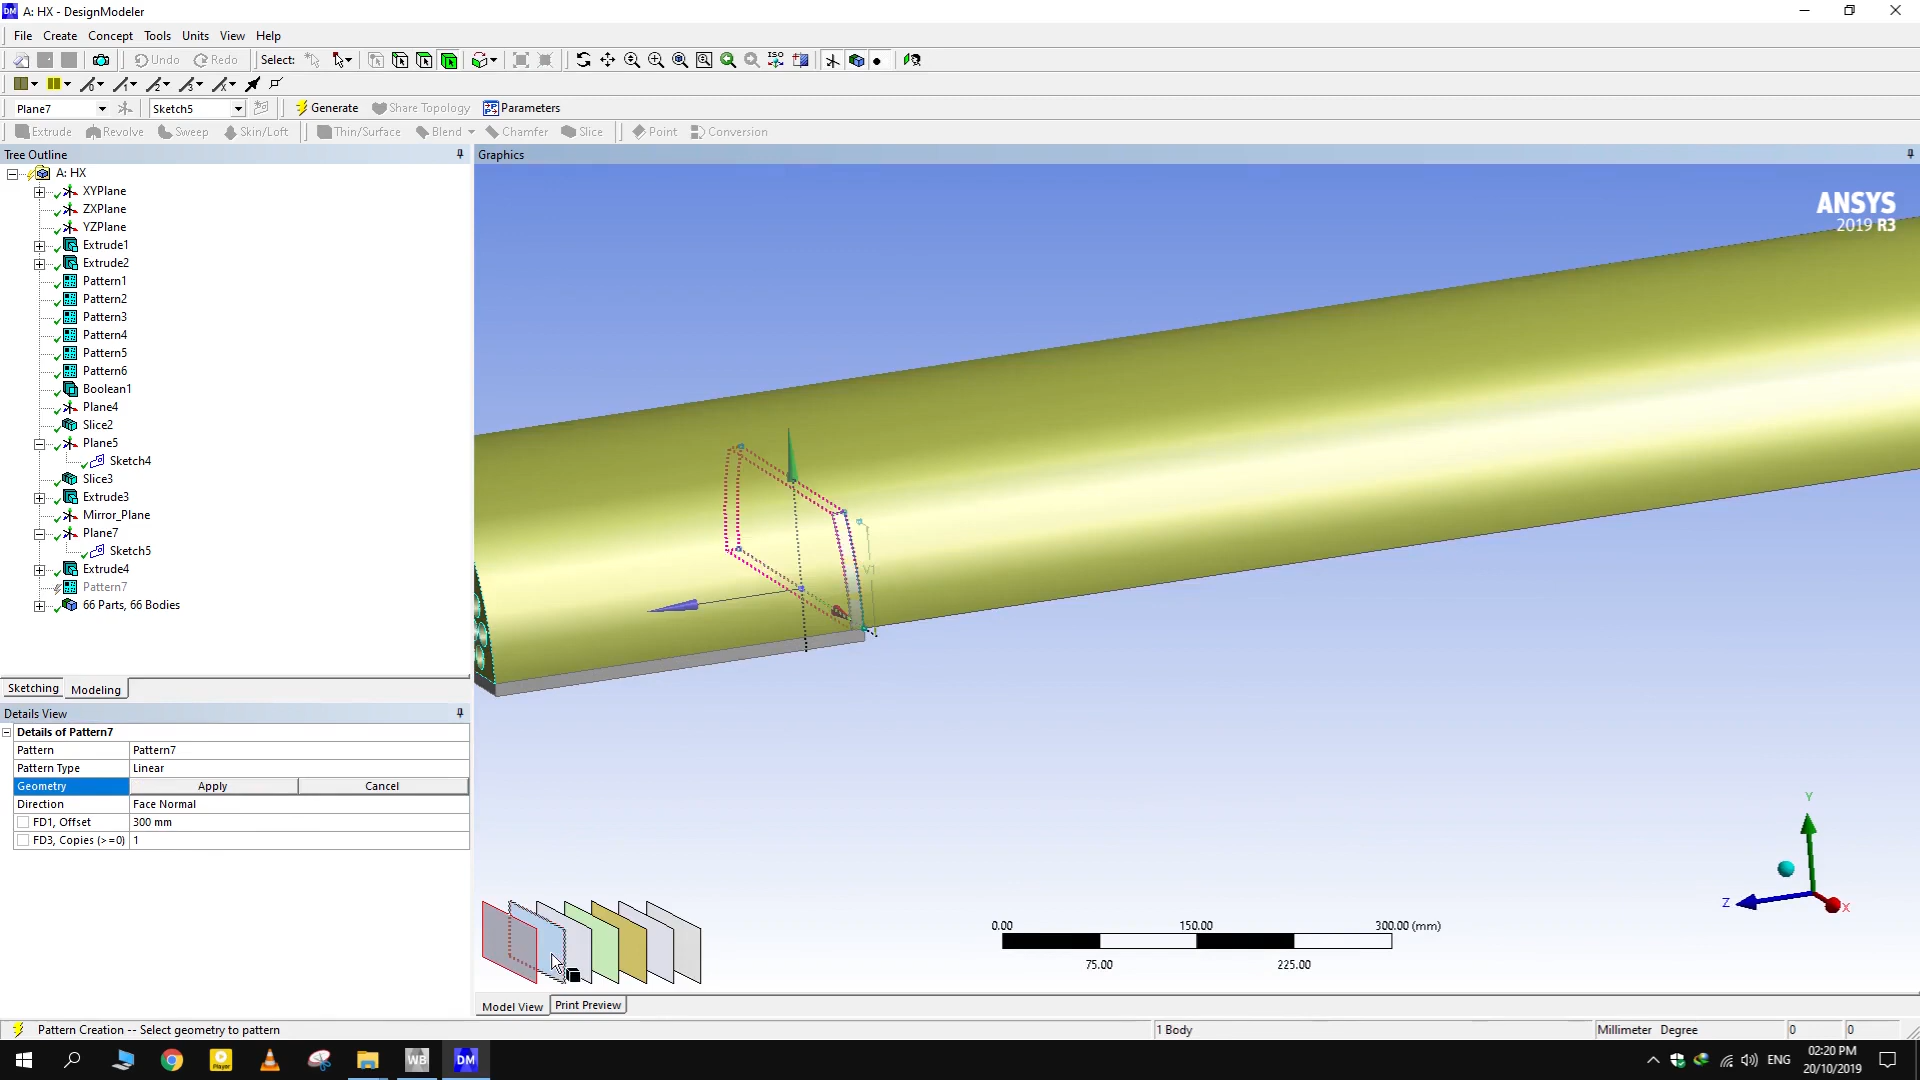 A: HX - DesignModeler
File Create Concept Tools Units View Help
Undo Redo Select: ISO
Plane7 Sketch5 Generate Share Topology Parameters
Extrude Revolve Sweep Skin/Loft Thin/Surface Blend Chamfer Slice Point Conversion
Tree Outline
Graphics
A: HX
XYPlane
ZXPlane
YZPlane
Extrude1
Extrude2
Pattern1
Pattern2
Pattern3
Pattern4
Pattern5
Pattern6
Boolean1
Plane4
Slice2
Plane5
Sketch4
Slice3
Extrude3
Mirror_Plane
Plane7
Sketch5
Extrude4
Pattern7
66 Parts, 66 Bodies
Sketching Modeling
Details View
Details of Pattern7
Pattern Pattern7
Pattern Type Linear
Geometry Apply Cancel
Direction Face Normal
FD1, Offset 300 mm
FD3, Copies (>=0) 1
ANSYS
2019 R3
V1
Y
Z
X
0.00 150.00 300.00 (mm)
75.00 225.00
Model View Print Preview
Pattern Creation -- Select geometry to pattern 1 Body Millimeter Degree 0 0
Player WB DM ENG
02:20 PM
20/10/2019